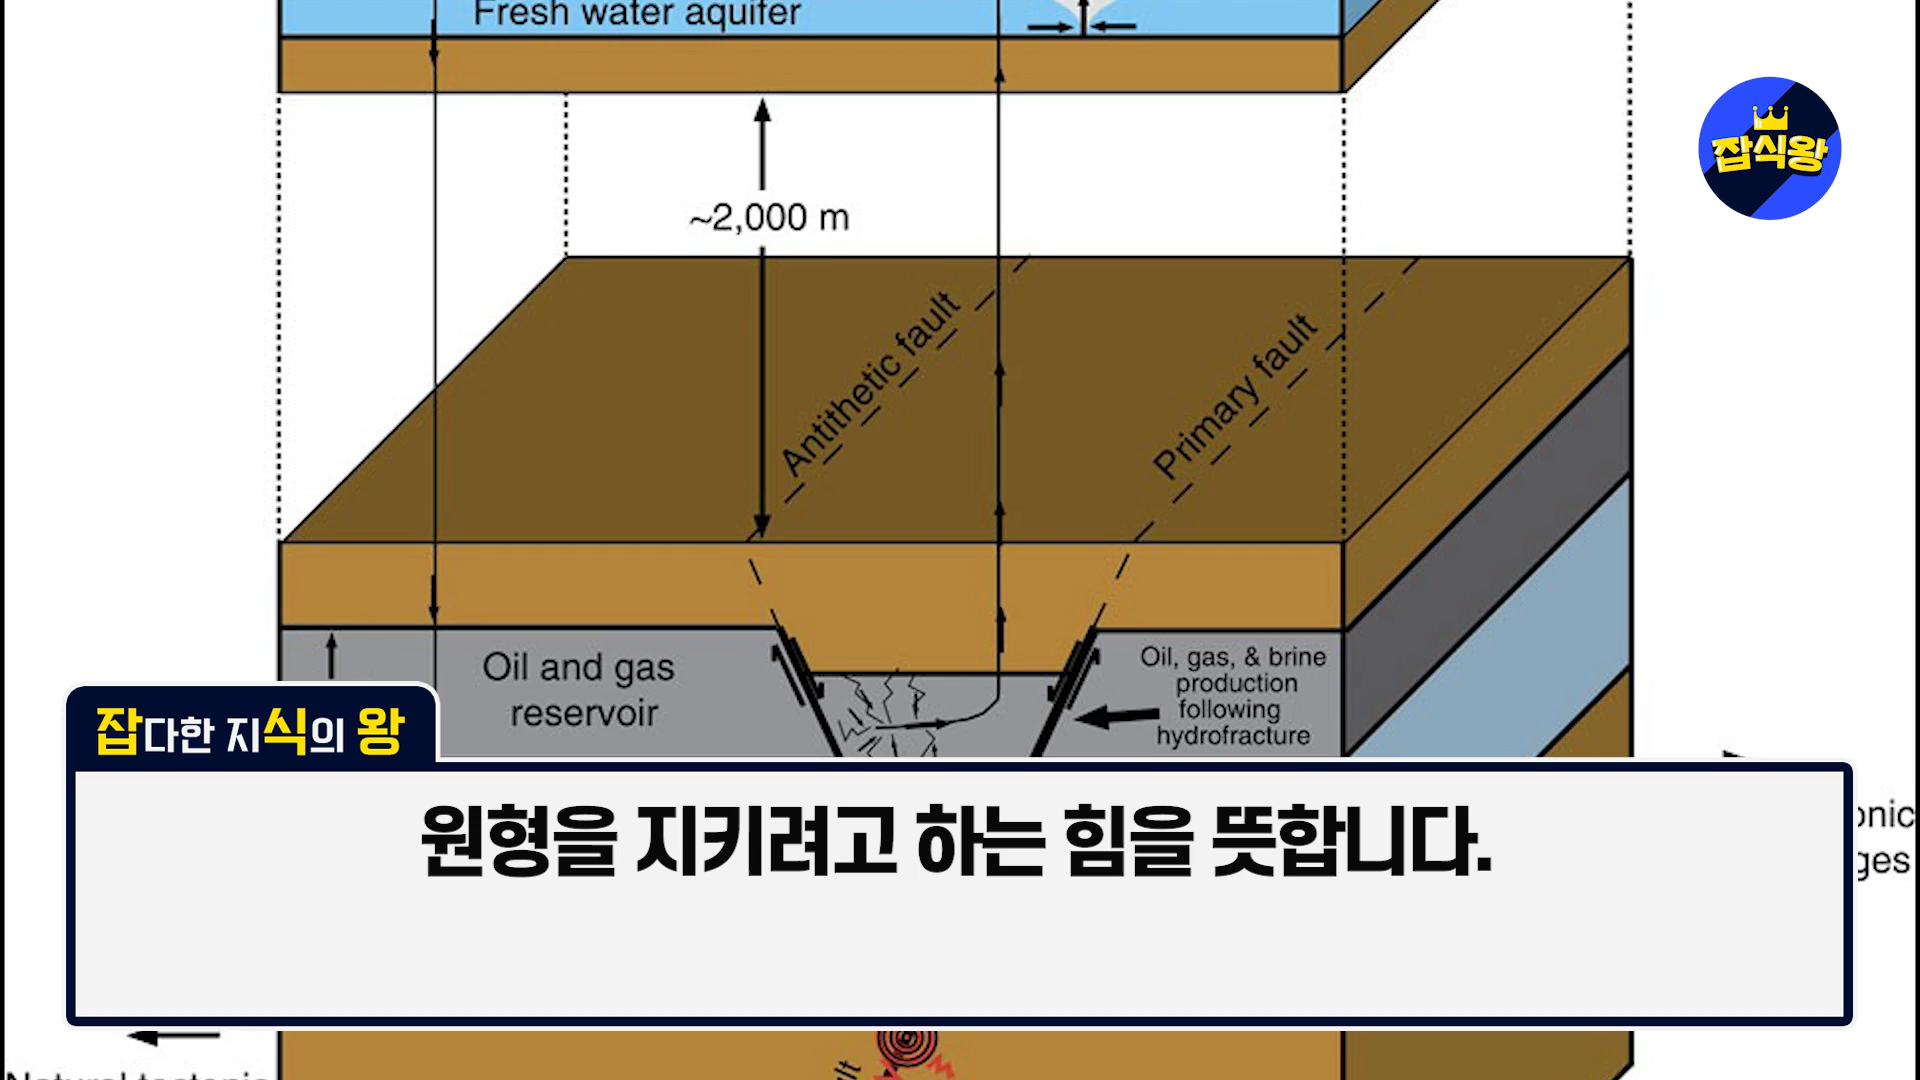 Fresh water aquifer
잡식왕
~2,000 m
Antithetic fault
Primary fault
Oil and gas
reservoir
Oil, gas, & brine
production
following
hydrofracture
잡다한 지식의 왕
원형을 지키려고 하는 힘을 뜻합니다.